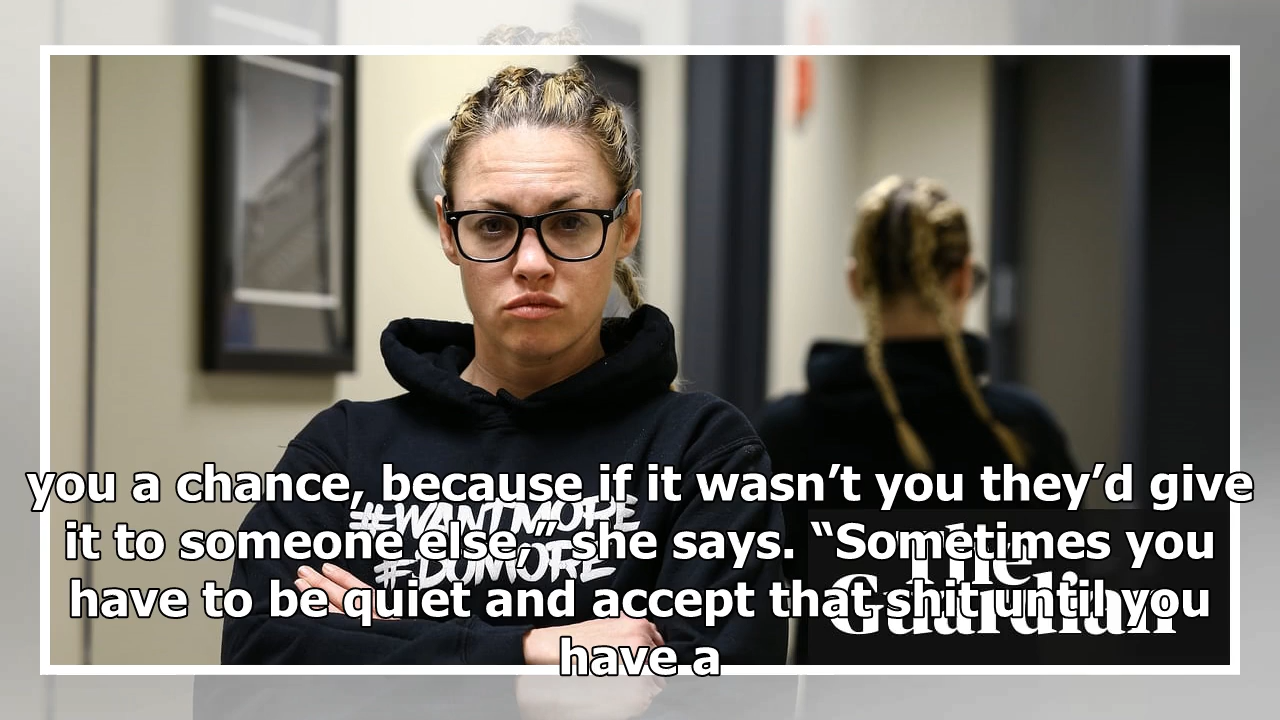 you a chance, because if it wasn’t you they’d give
it to someone else,” she says. “Sometimes you
have to be quiet and accept that shit until you
have a
#WANTMORE
#DOMORE
The
Guardian